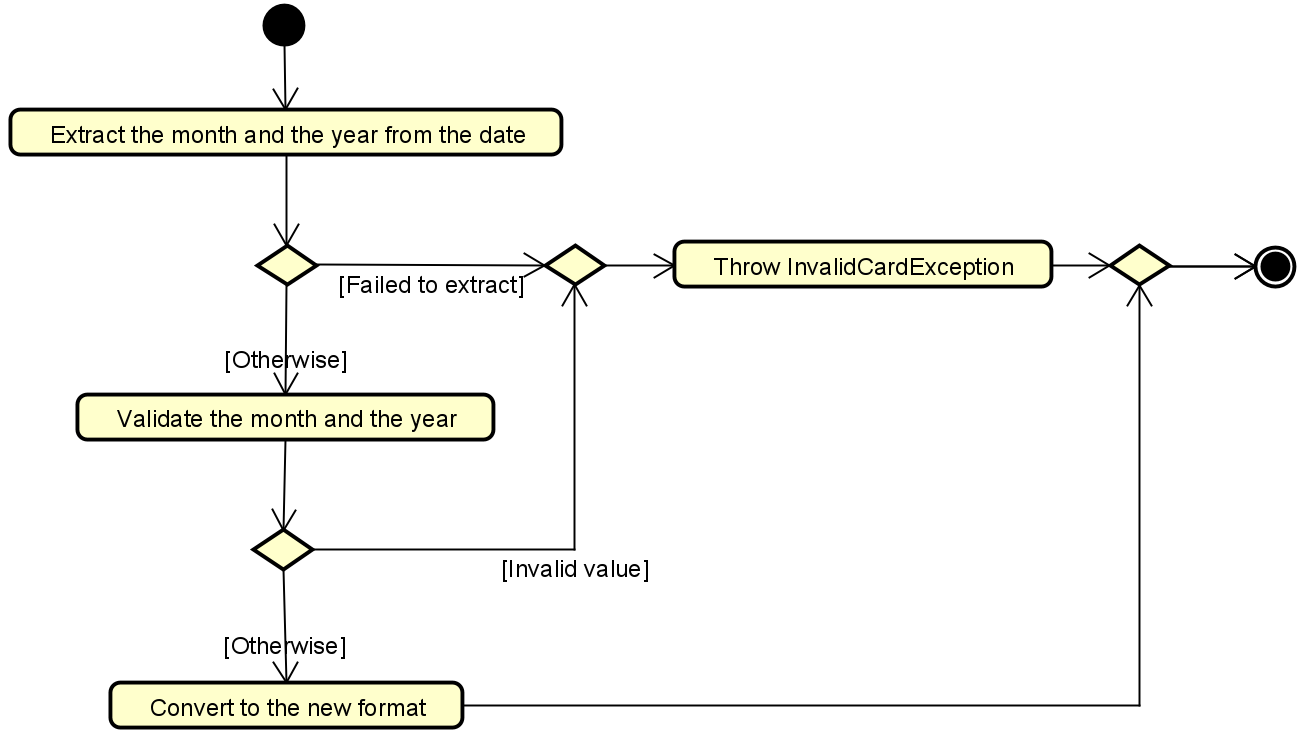 Extract the month and the year from the date
Throw InvalidCardException
[Failed to extract]
[Otherwise]
Validate the month and the year
[Invalid value]
[Otherwise]
Convert to the new format